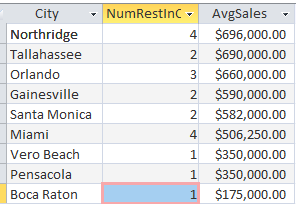 City NumRestInC AvgSales
Northridge 4 $696,000.00
Tallahassee 2 $690,000.00
Orlando 3 $660,000.00
Gainesville 2 $590,000.00
Santa Monica 2 $582,000.00
Miami 4 $506,250.00
Vero Beach 1 $350,000.00
Pensacola 1 $350,000.00
Boca Raton 1 $175,000.00